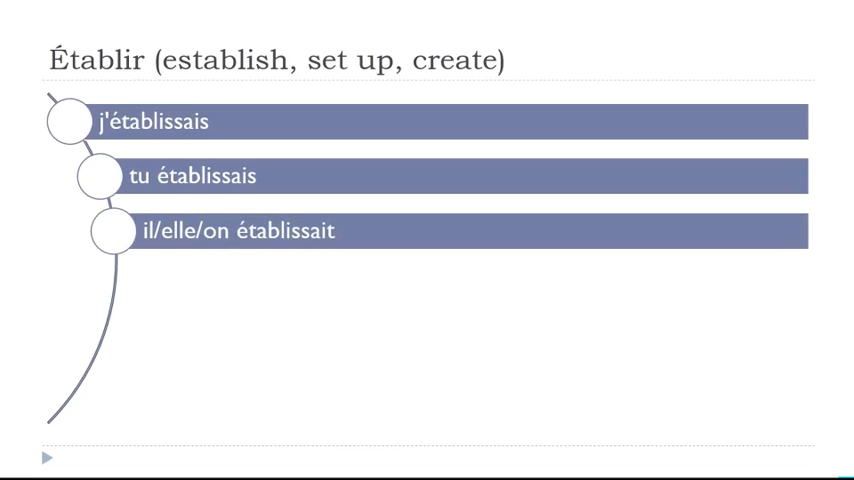 Établir (establish, set up, create)
j'établissais
tu établissais
il/elle/on établissait